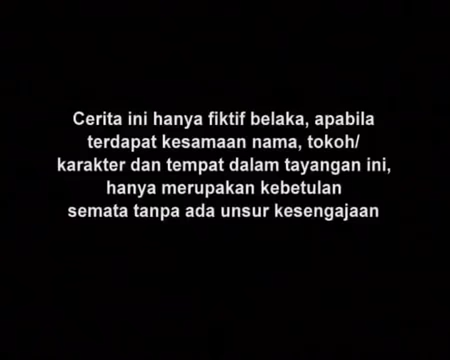 Cerita ini hanya fiktif belaka, apabila
terdapat kesamaan nama, tokoh/
karakter dan tempat dalam tayangan ini,
hanya merupakan kebetulan
semata tanpa ada unsur kesengajaan